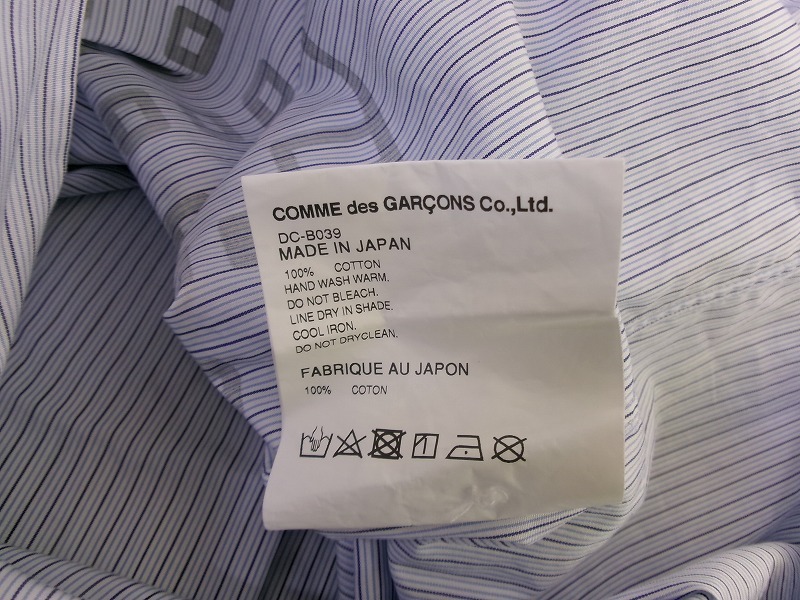 COMME des GARÇONS Co.,Ltd.
DC-B039
MADE IN JAPAN
100% COTTON
HAND WASH WARM.
DO NOT BLEACH.
LINE DRY IN SHADE.
COOL IRON.
DO NOT DRYCLEAN.
FABRIQUE AU JAPON
100% COTON